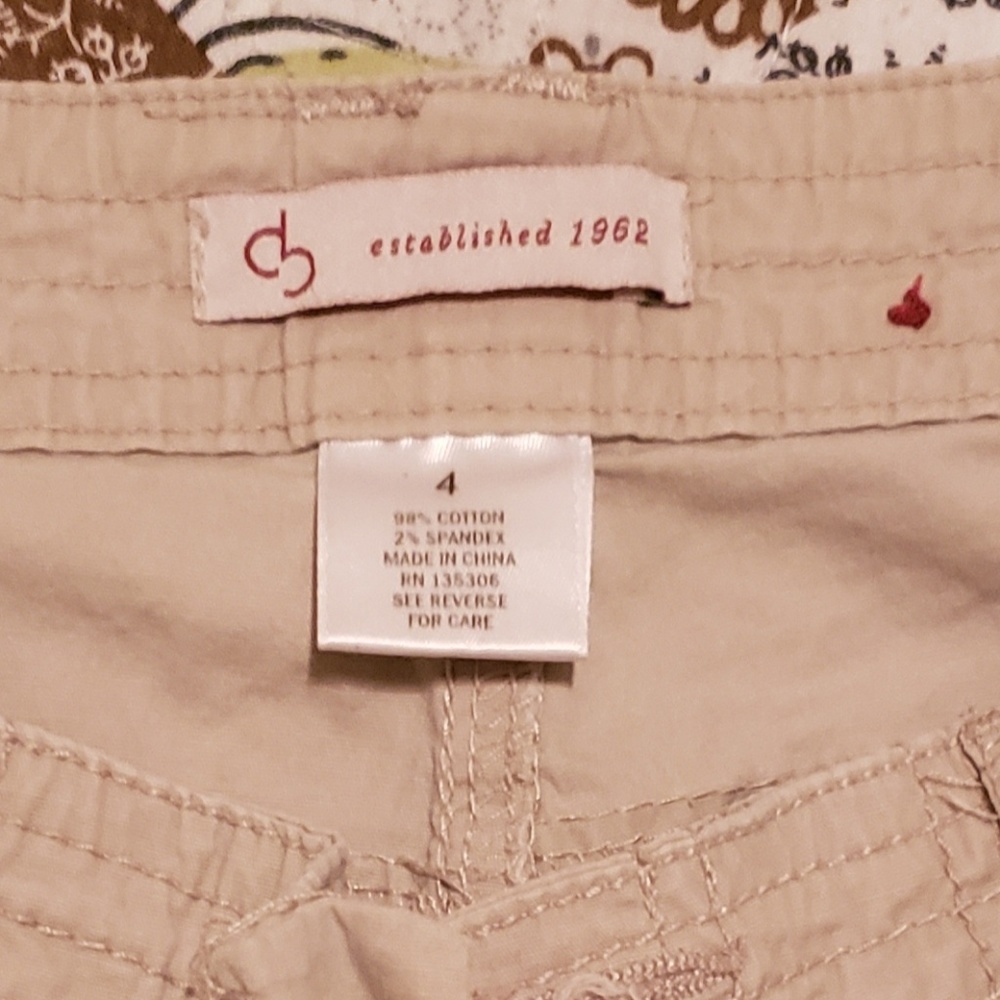 cb established 1962
4
98% COTTON
2% SPANDEX
MADE IN CHINA
RN 135306
SEE REVERSE
FOR CARE